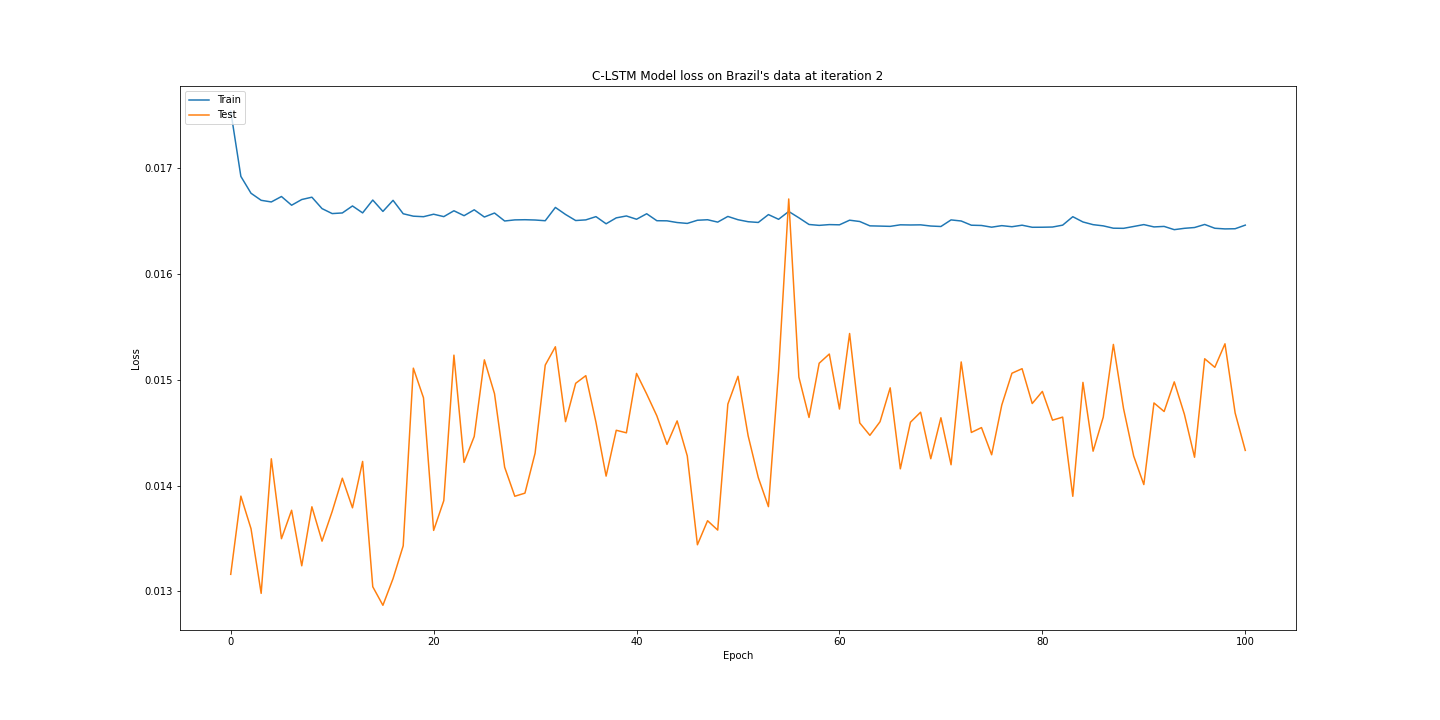 C-LSTM Model loss on Brazil's data at iteration 2
Train
Test
0.017
0.016
0.015
0.014
0.013
Loss
0 20 40 60 80 100
Epoch